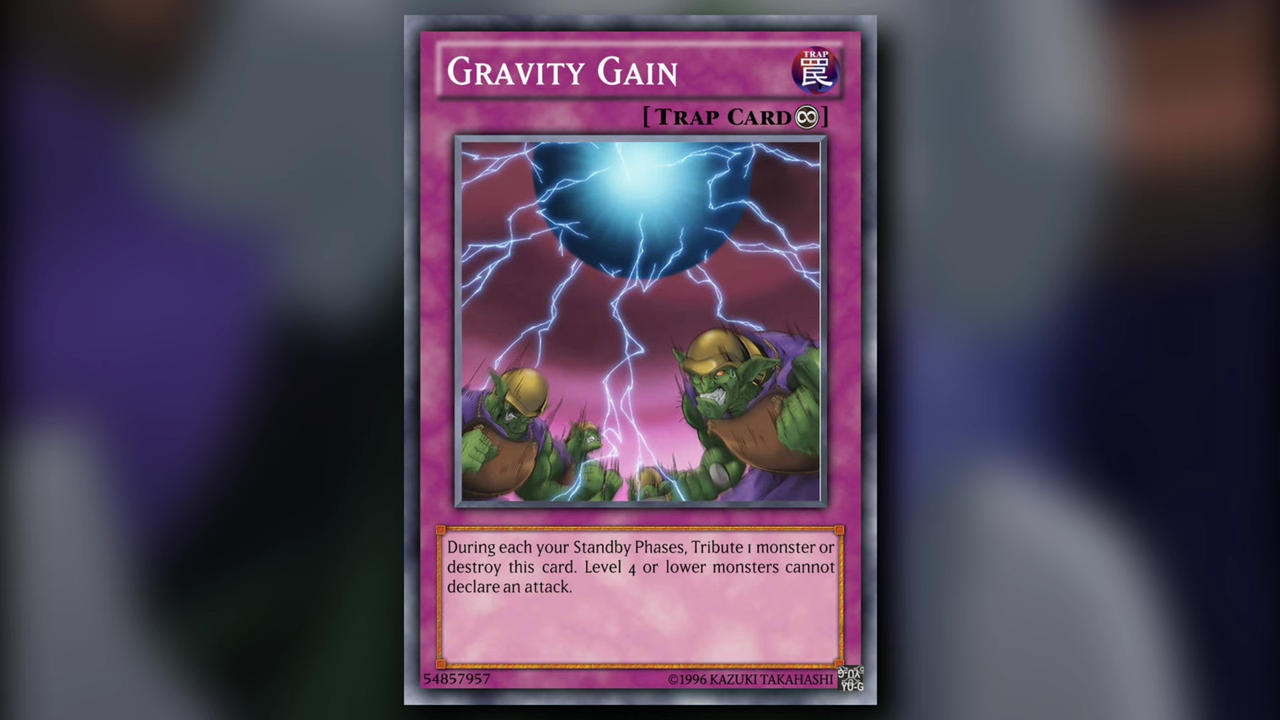 GRAVITY GAIN
TRAP
罠
[TRAP CARD∞]
During each your Standby Phases, Tribute 1 monster or
destroy this card. Level 4 or lower monsters cannot
declare an attack.
54857957
©1996 KAZUKI TAKAHASHI